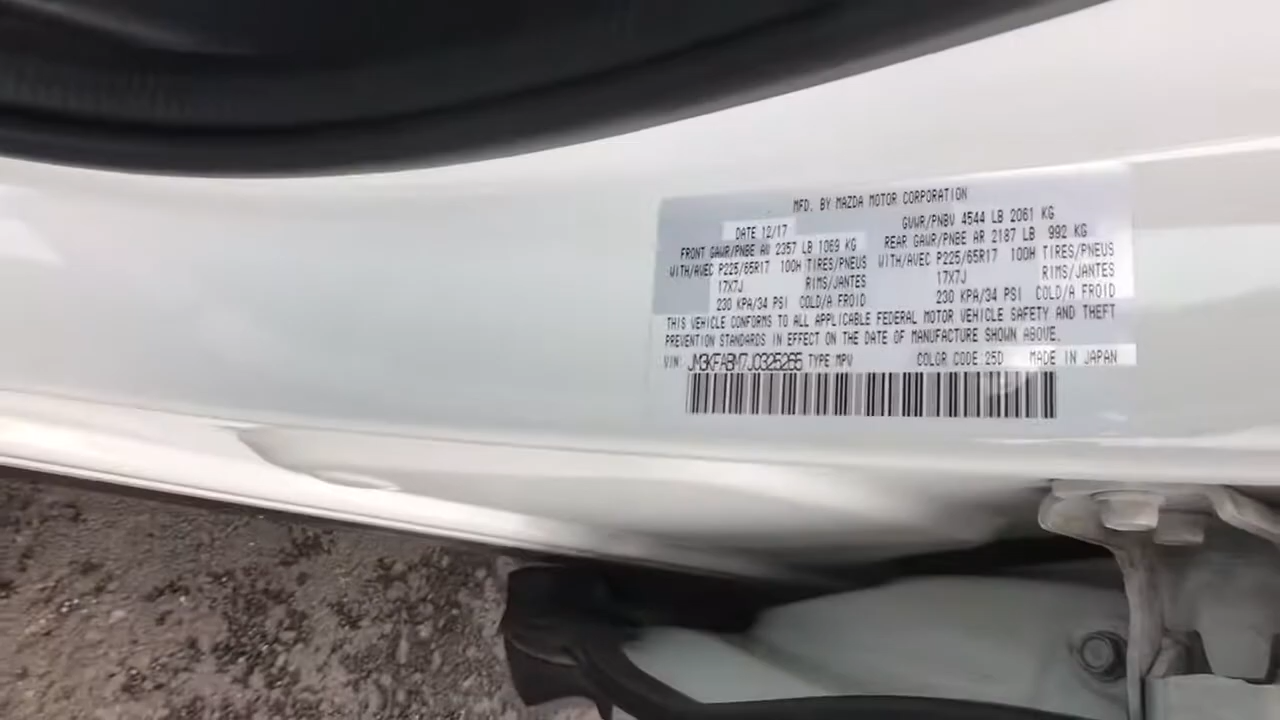 MFD. BY MAZDA MOTOR CORPORATION
DATE 12/17 GVWR/PNBV 4544 LB 2061 KG
FRONT GAWR/PNBE AV 2357 LB 1069 KG REAR GAWR/PNBE AR 2187 LB 992 KG
WITH/AVEC P225/65R17 100H TIRES/PNEUS WITH/AVEC P225/65R17 100H TIRES/PNEUS
17X7J RIMS/JANTES 17X7J RIMS/JANTES
230 KPA/34 PSI COLD/A FROID 230 KPA/34 PSI COLD/A FROID
THIS VEHICLE CONFORMS TO ALL APPLICABLE FEDERAL MOTOR VEHICLE SAFETY AND THEFT
PREVENTION STANDARDS IN EFFECT ON THE DATE OF MANUFACTURE SHOWN ABOVE.
VIN: JM3KFABM7J0325265 TYPE MPV COLOR CODE 25D MADE IN JAPAN